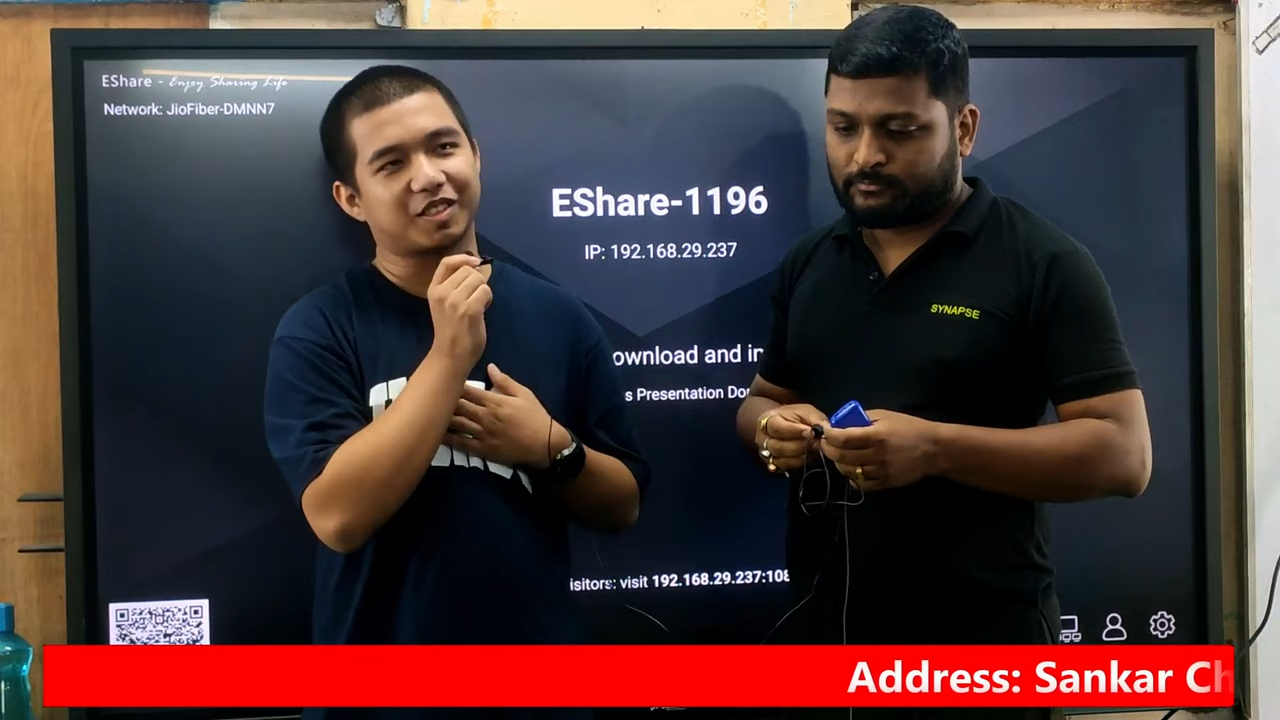 EShare - Enjoy Sharing Life
Network: JioFiber-DMNN7
EShare-1196
IP: 192.168.29.237
SYNAPSE
ownload and in
s Presentation Do
isitors: visit 192.168.29.237:108
Address: Sankar Ch